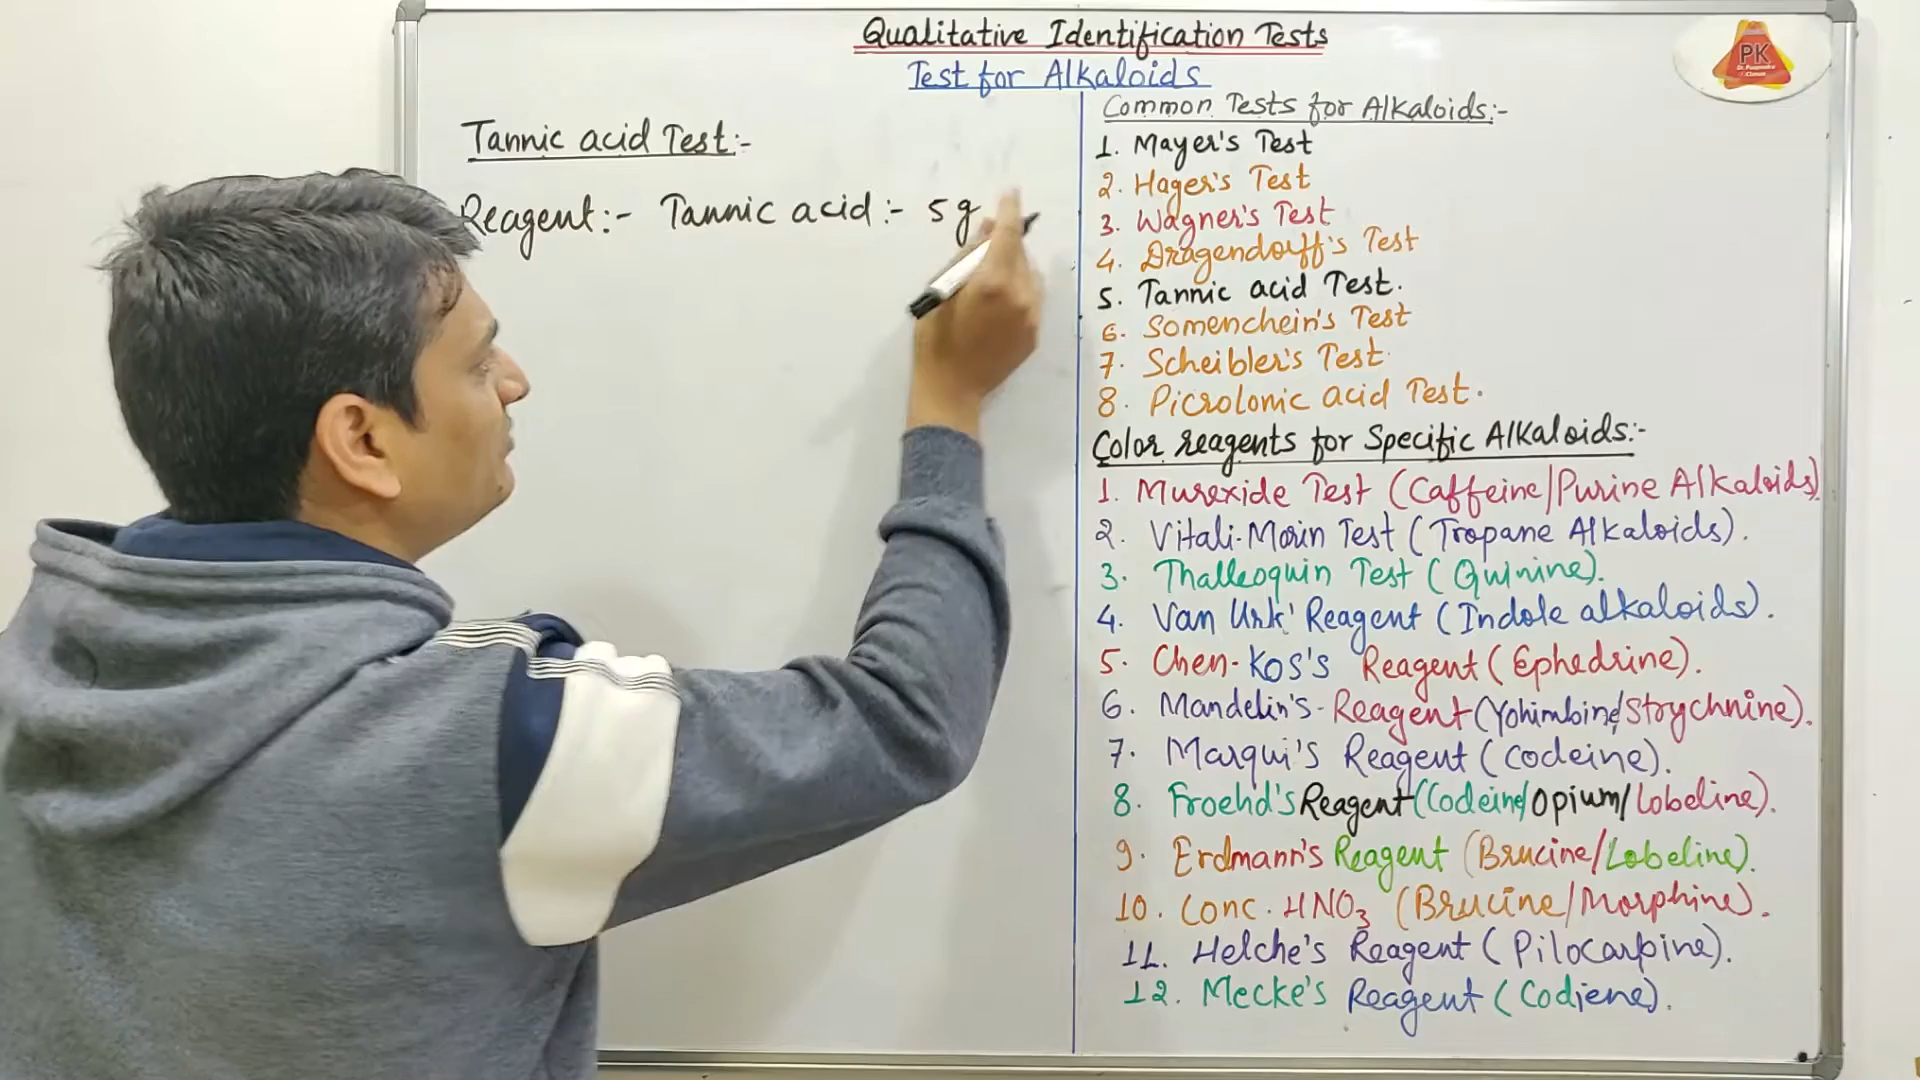 Qualitative Identification Tests
Test for Alkaloids
Tannic acid Test:-
Reagent:- Tannic acid:- 5g
Common Tests for Alkaloids:-
1. Mayer's Test
2. Hager's Test
3. Wagner's Test
4. Dragendorff's Test
5. Tannic acid Test.
6. Somenchein's Test
7. Scheibler's Test
8. Picrolonic acid Test.
Color reagents for Specific Alkaloids:-
1. Murexide Test (Caffeine/Purine Alkaloids)
2. Vitali-Morin Test (Tropane Alkaloids).
3. Thalleoquin Test (Quinine).
4. Van Urk' Reagent (Indole alkaloids).
5. Chen-Kos's Reagent (Ephedrine).
6. Mandelin's-Reagent (Yohimbine/Strychnine).
7. Marqui's Reagent (Codeine).
8. Froehd's Reagent (Codeine/Opium/Lobeline).
9. Erdmann's Reagent (Brucine/Lobeline).
10. Conc. HNO3 (Brucine/Morphine).
11. Helche's Reagent (Pilocarpine).
12. Mecke's Reagent (Codiene).
PK